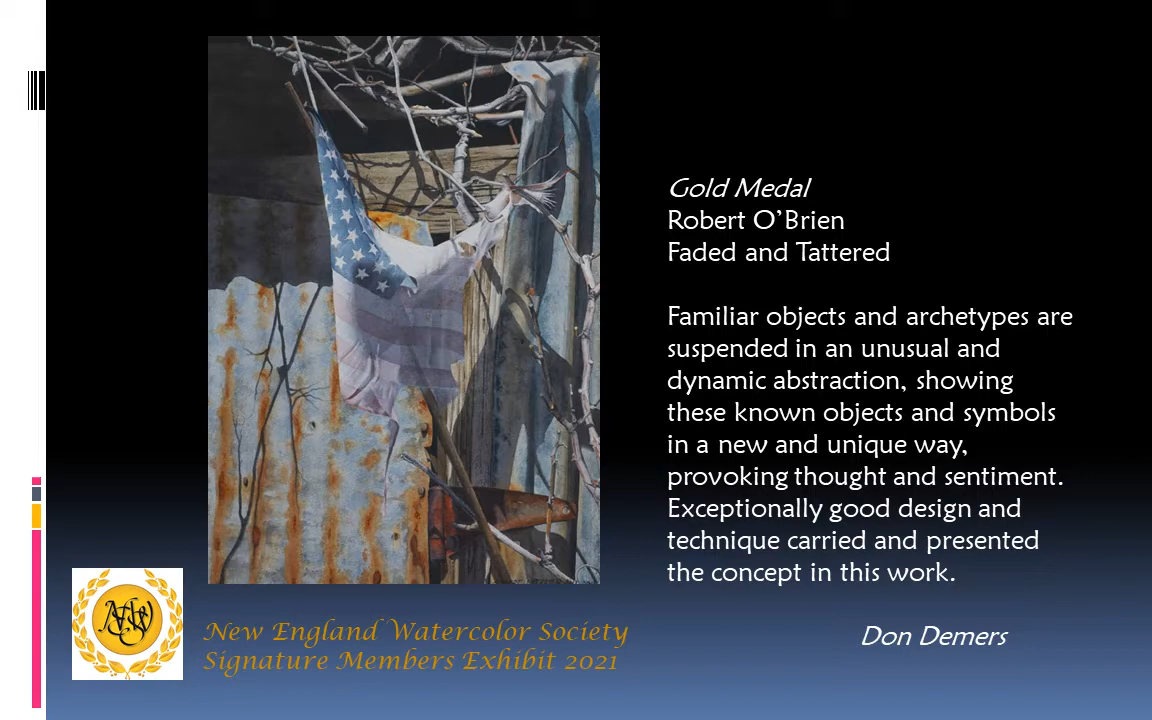 Gold Medal
Robert O’Brien
Faded and Tattered
Familiar objects and archetypes are
suspended in an unusual and
dynamic abstraction, showing
these known objects and symbols
in a new and unique way,
provoking thought and sentiment.
Exceptionally good design and
technique carried and presented
the concept in this work.
Don Demers
New England Watercolor Society
Signature Members Exhibit 2021
NEWS